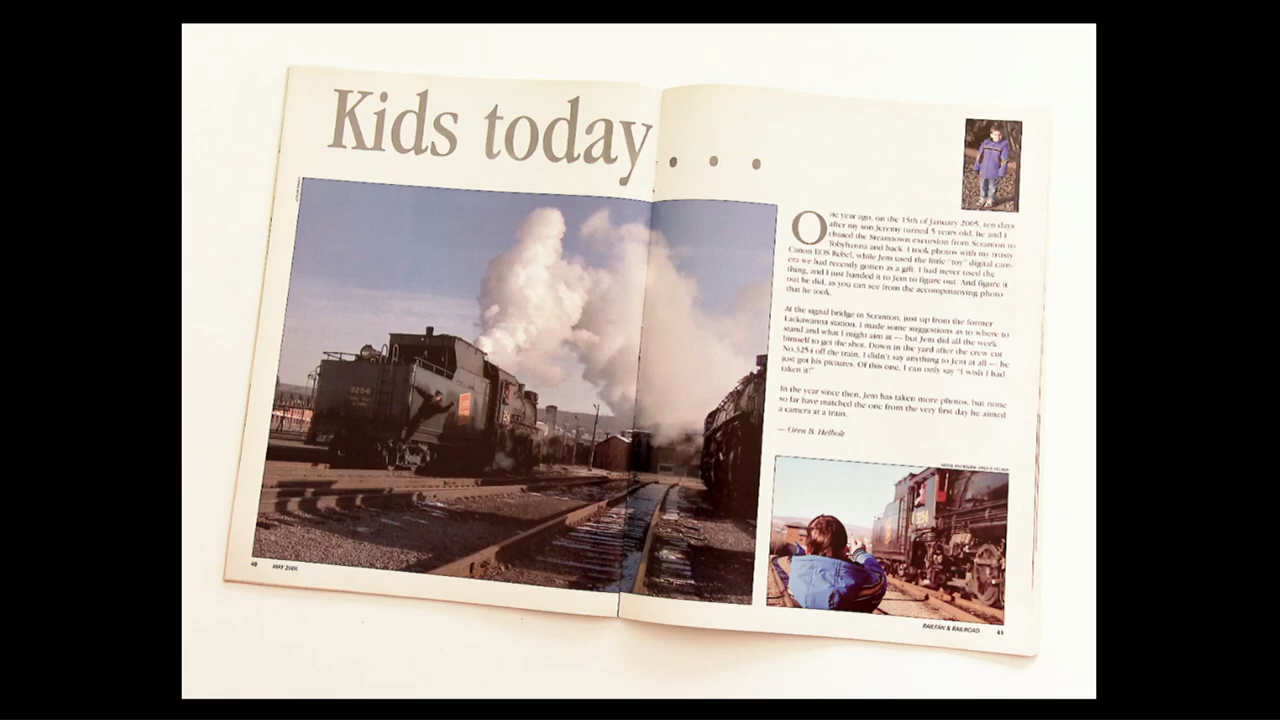 Kids today. . . .
One year ago, on the 15th of January 2005, ten days
after my son Jeremy turned 5 years old, he and I
chased the Steamtown excursion from Scranton to
Tobyhanna and back. I took photos with my trusty
Canon EOS Rebel, while Jem used the little "toy" digital cam-
era we had recently gotten as a gift. I had never used the
thing, and I just handed it to Jem to figure out. And figure it
out he did, as you can see from the accompanying photo
that he took.
At the signal bridge in Scranton, just up from the former
Lackawanna station, I made some suggestions as to where to
stand and what I might aim at — but Jem did all the work
himself to get the shot. Down in the yard after the crew cut
No.3254 off the train, I didn't say anything to Jem at all — he
just got his pictures. Of this one, I can only say "I wish I had
taken it!"
In the year since then, Jem has taken more photos, but none
so far have matched the one from the very first day he aimed
a camera at a train.
— Oren B. Helbok
3254
3254
40 MAY 2006
RAILFAN & RAILROAD 41